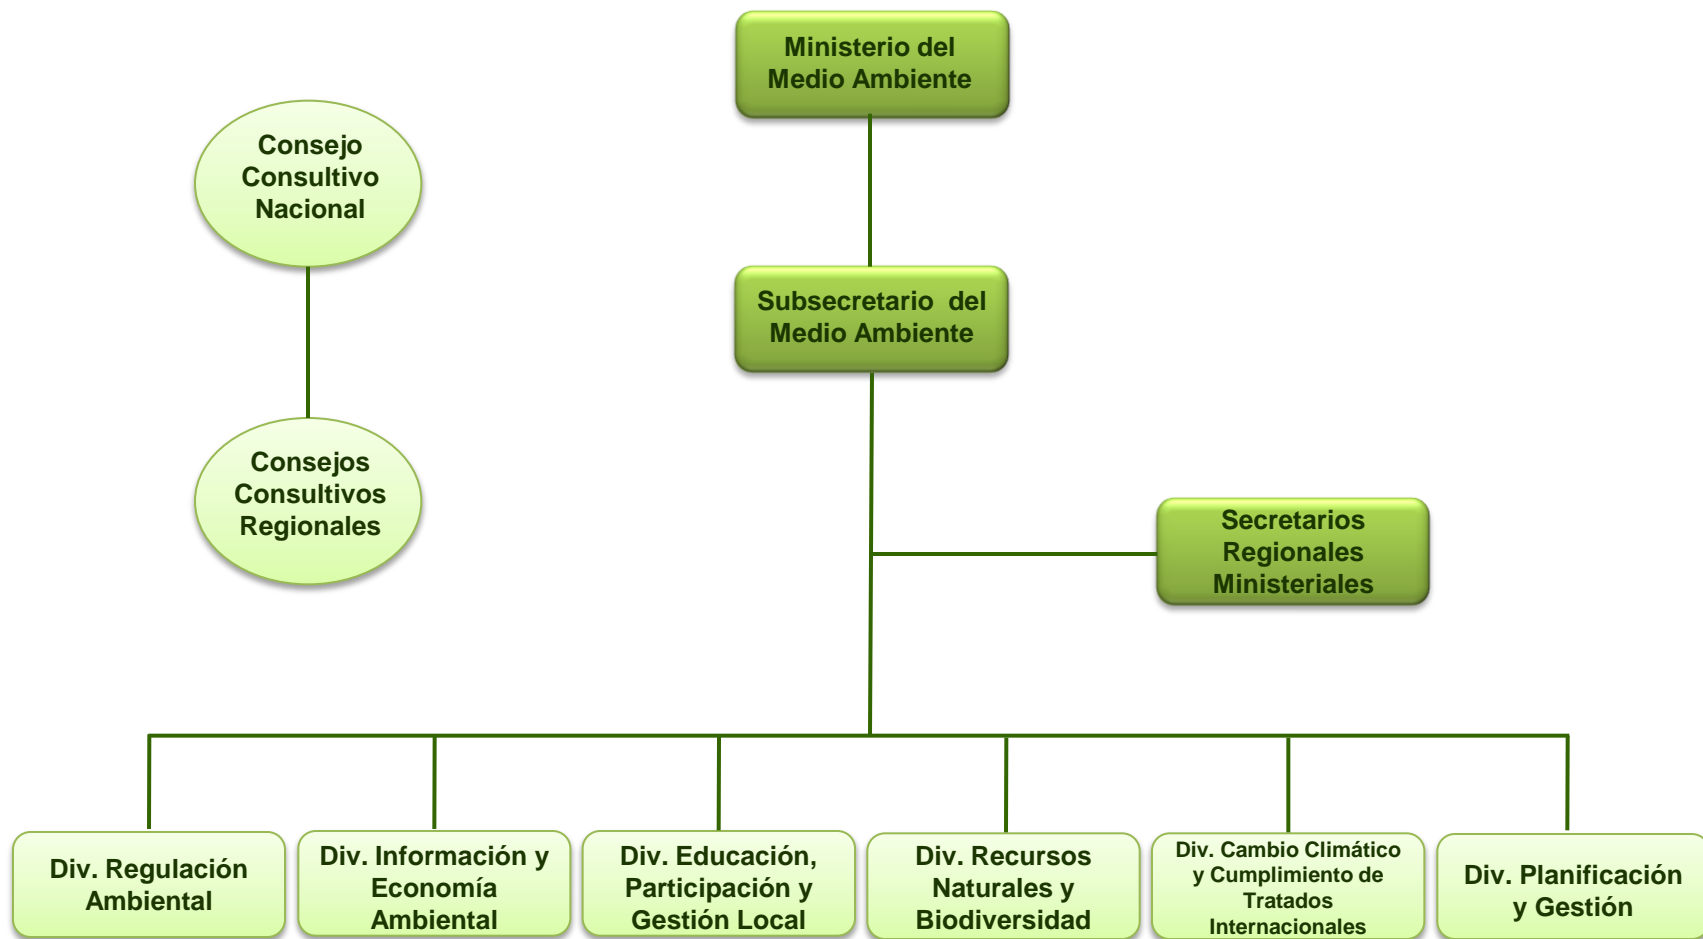 Ministerio del
Medio Ambiente
Consejo
Consultivo
Nacional
Subsecretario  del
Medio Ambiente
Consejos
Consultivos
Regionales
Secretarios
Regionales
Ministeriales
Div. Regulación
Ambiental
Div. Información y
Economía
Ambiental
Div. Educación,
Participación y
Gestión Local
Div. Recursos
Naturales y
Biodiversidad
Div. Cambio Climático
y Cumplimiento de
Tratados
Internacionales
Div. Planificación
y Gestión